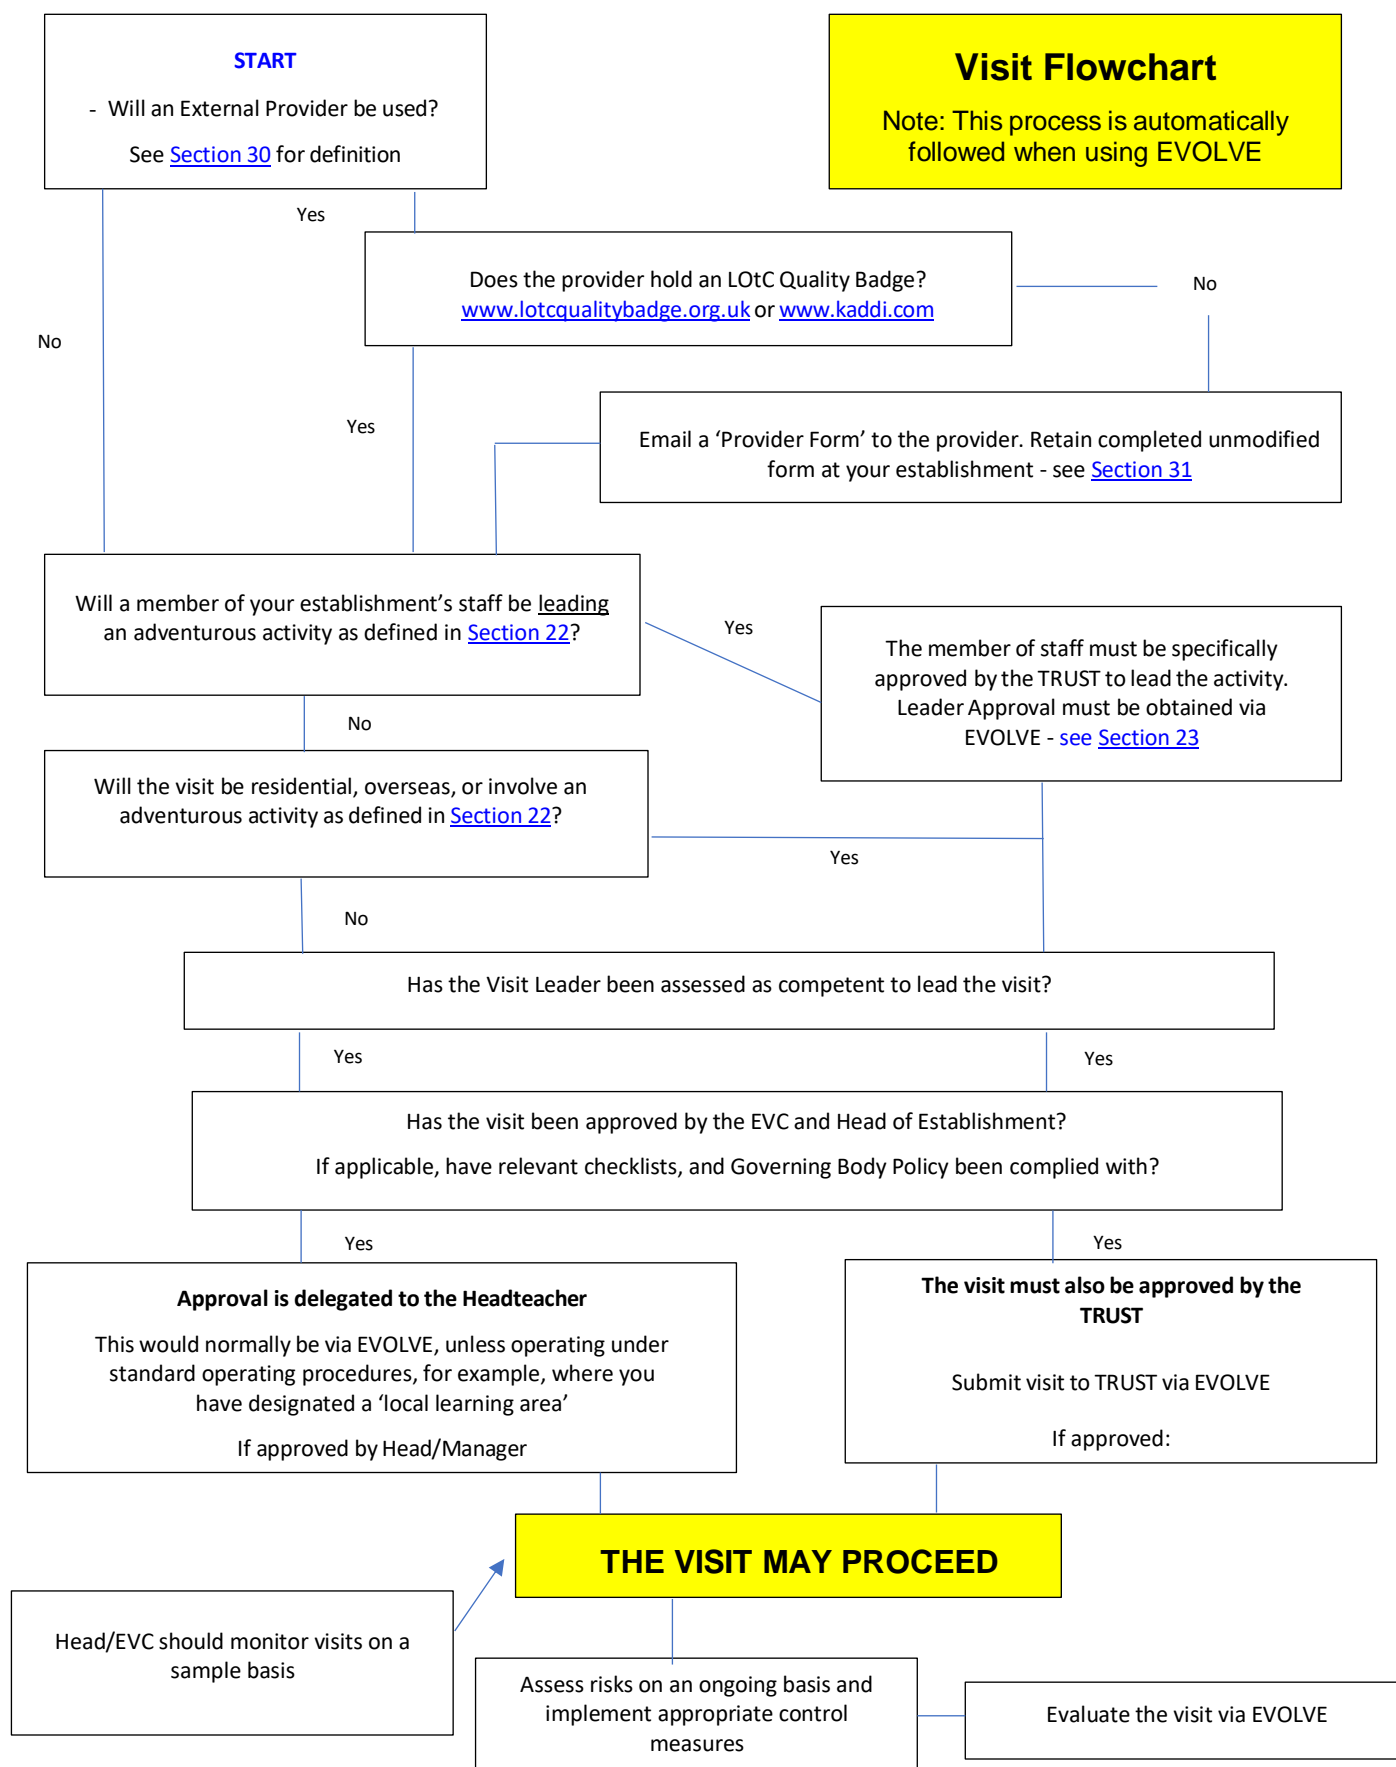 START
- Will an External Provider be used?
See Section 30 for definition
Visit Flowchart
Note: This process is automatically
followed when using EVOLVE
Yes
No
Does the provider hold an LOtC Quality Badge?
www.lotcqualitybadge.org.uk or www.kaddi.com
No
Yes
Email a ‘Provider Form’ to the provider. Retain completed unmodified
form at your establishment - see Section 31
Will a member of your establishment’s staff be leading
an adventurous activity as defined in Section 22?
Yes
The member of staff must be specifically
approved by the TRUST to lead the activity.
Leader Approval must be obtained via
EVOLVE - see Section 23
No
Will the visit be residential, overseas, or involve an
adventurous activity as defined in Section 22?
Yes
No
Has the Visit Leader been assessed as competent to lead the visit?
Yes
Yes
Has the visit been approved by the EVC and Head of Establishment?
If applicable, have relevant checklists, and Governing Body Policy been complied with?
Yes
Yes
Approval is delegated to the Headteacher
This would normally be via EVOLVE, unless operating under
standard operating procedures, for example, where you
have designated a ‘local learning area’
If approved by Head/Manager
The visit must also be approved by the
TRUST
Submit visit to TRUST via EVOLVE
If approved:
THE VISIT MAY PROCEED
Head/EVC should monitor visits on a
sample basis
Assess risks on an ongoing basis and
implement appropriate control
measures
Evaluate the visit via EVOLVE